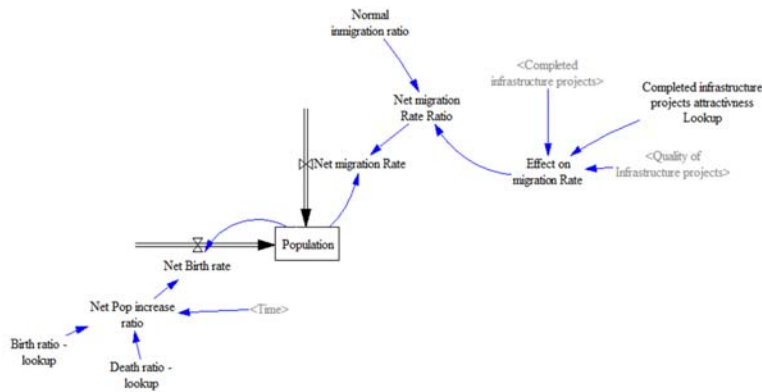 Normal
inmigration ratio
<Completed
infrastructure projects>
Completed infrastructure
projects attractivness
Lookup
Net migration
Rate Ratio
Net migration Rate
Effect on
migration Rate
<Quality of
Infrastructure projects>
Population
Net Birth rate
Net Pop increase
ratio
<Time>
Birth ratio -
lookup
Death ratio -
lookup